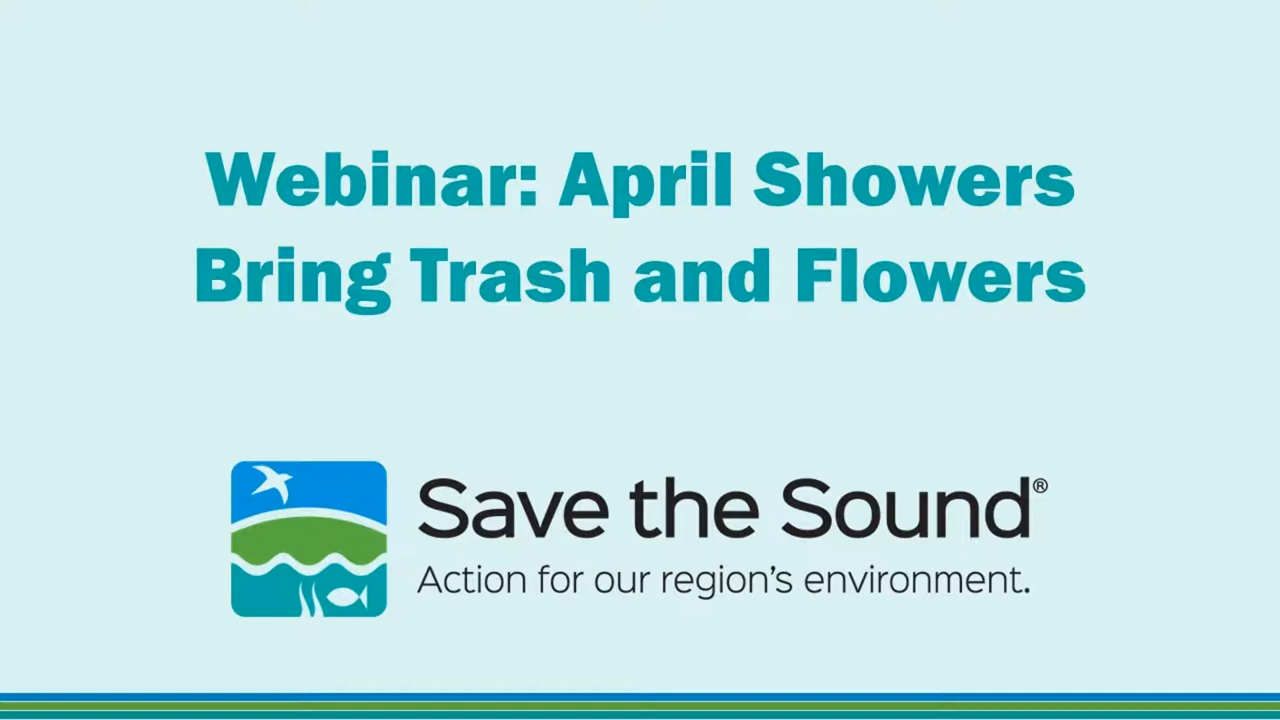 Webinar: April Showers
Bring Trash and Flowers
Save the Sound®
Action for our region's environment.